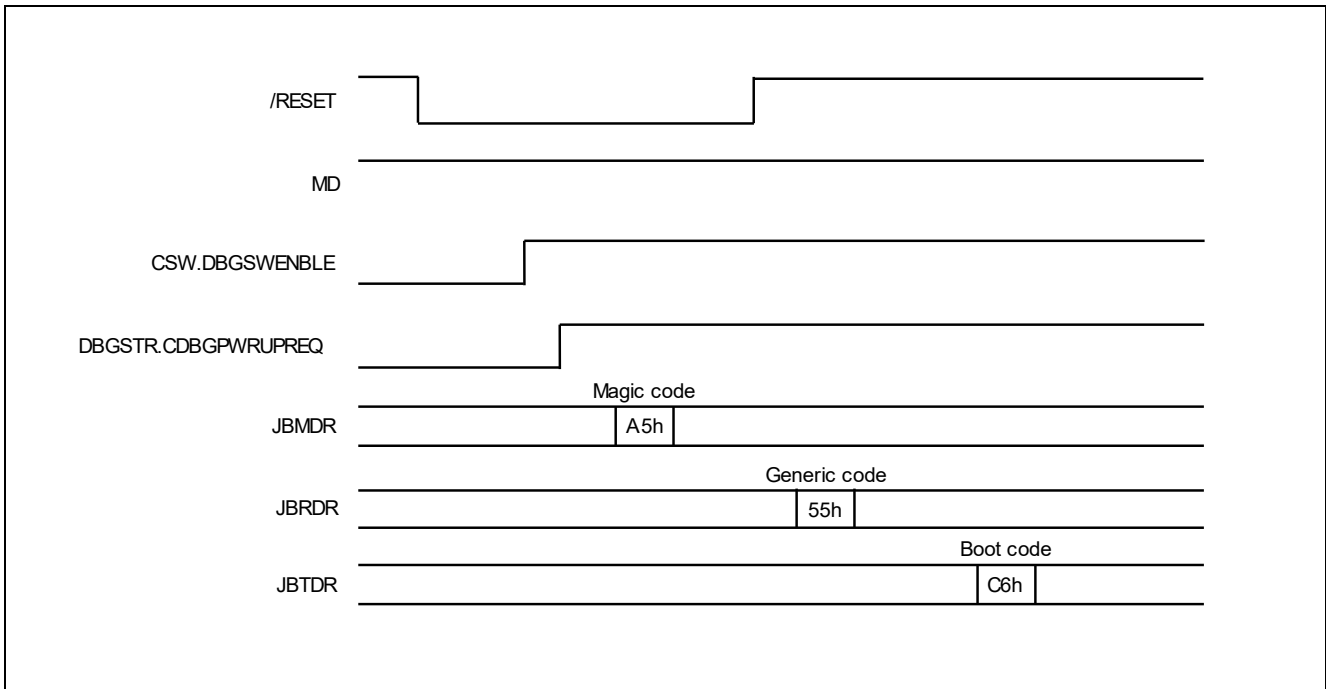 /RESET
MD
CSW.DBGSWENBLE
DBGSTR.CDBGPWRUPREQ
Magic code
JBMDR
A5h
Generic code
JBRDR
55h
Boot code
JBTDR
C6h